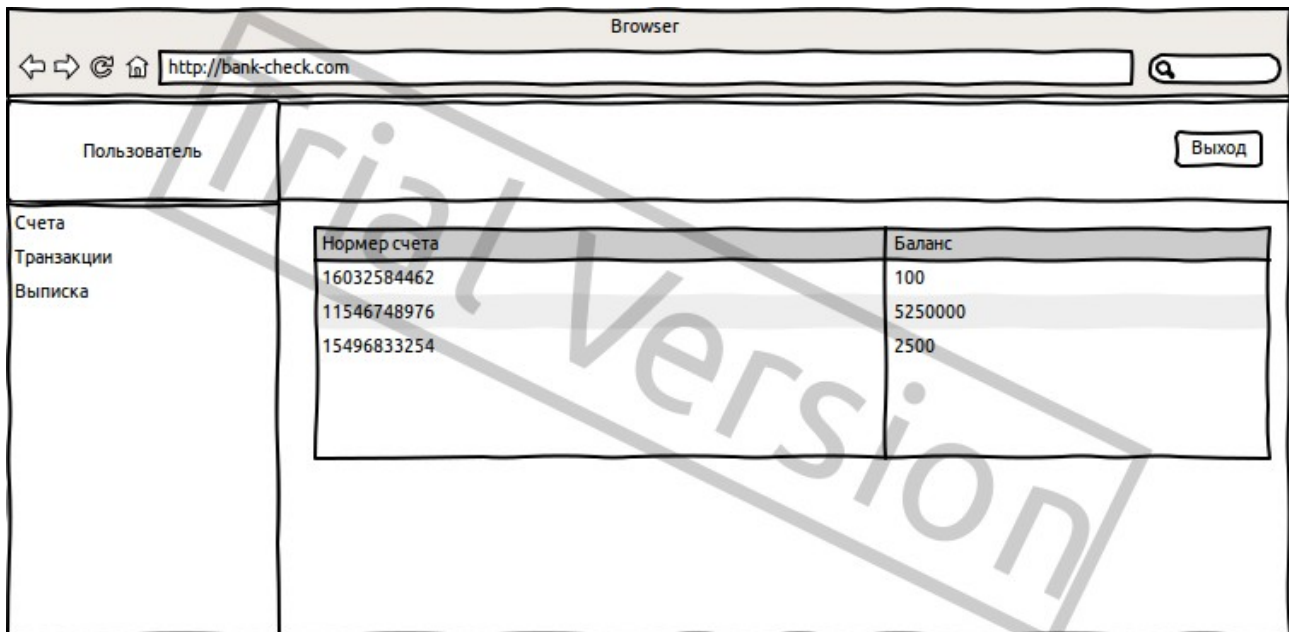 Browser
http://bank-check.com
Пользователь
Выход
Счета
Транзакции
Выписка
Нормер счета Баланс
16032584462 100
11546748976 5250000
15496833254 2500
Trial Version